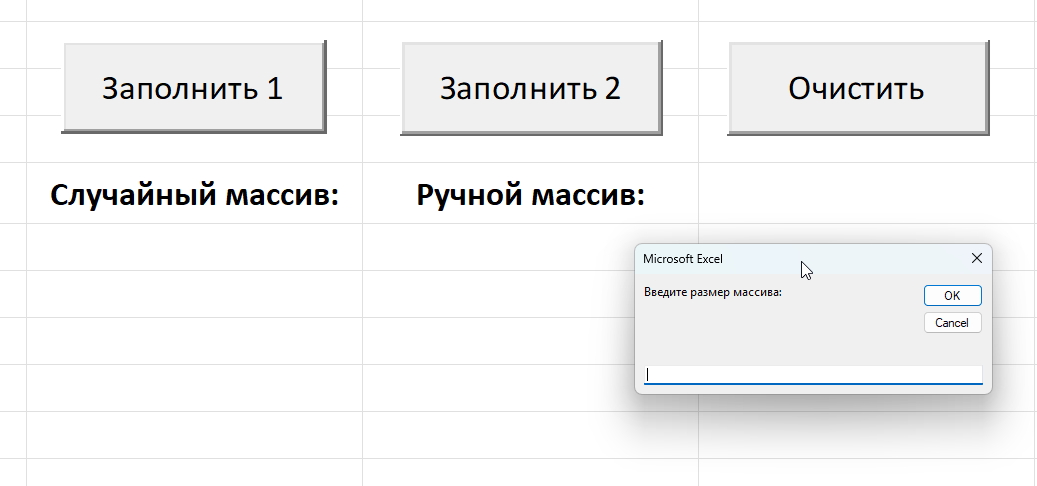 Заполнить 1
Заполнить 2
Очистить
Случайный массив:
Ручной массив:
Microsoft Excel
Введите размер массива:
OK
Cancel